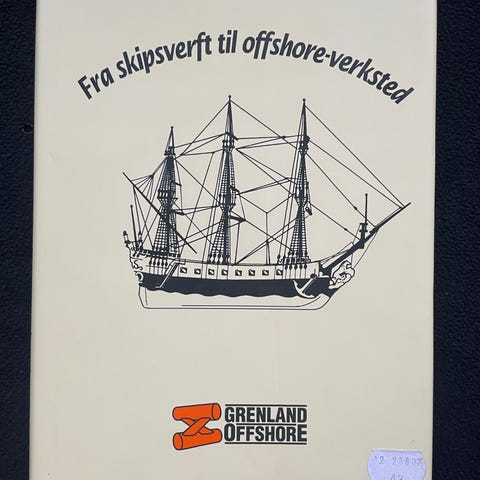 Fra skipsverft til offshore-verksted
GRENLAND
OFFSHORE